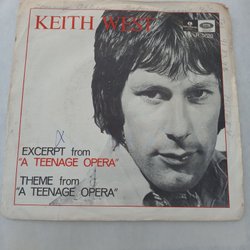 KEITH WEST
EXCERPT from
"A TEENAGE OPERA"
THEME from
"A TEENAGE OPERA"